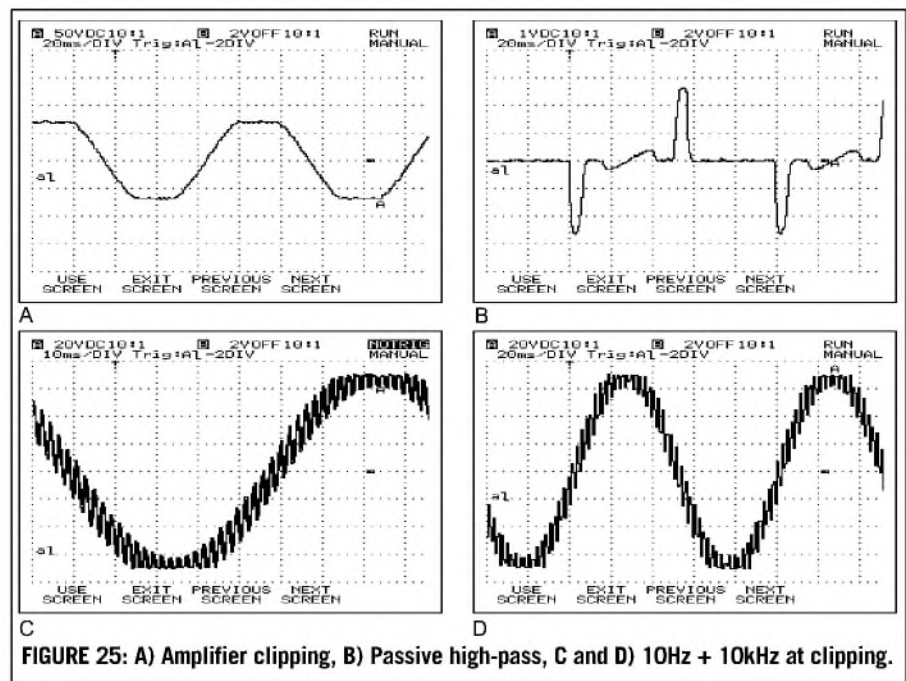 A 50VDC10:1 B 2VOFF10:1 RUN
20ms/DIV Trig:A1-2DIV MANUAL
a1
A
USE EXIT PREVIOUS NEXT
SCREEN SCREEN SCREEN SCREEN
A
A 1VDC10:1 B 2VOFF10:1 RUN
20ms/DIV Trig:A1-2DIV MANUAL
a1
A
USE EXIT PREVIOUS NEXT
SCREEN SCREEN SCREEN SCREEN
B
A 20VDC10:1 B 2VOFF10:1 NOTRIG
10ms/DIV Trig:A1-2DIV MANUAL
A
a1
USE EXIT PREVIOUS NEXT
SCREEN SCREEN SCREEN SCREEN
C
A 20VDC10:1 B 2VOFF10:1 RUN
20ms/DIV Trig:A1-2DIV MANUAL
A
a1
USE EXIT PREVIOUS NEXT
SCREEN SCREEN SCREEN SCREEN
D
FIGURE 25: A) Amplifier clipping, B) Passive high-pass, C and D) 10Hz + 10kHz at clipping.